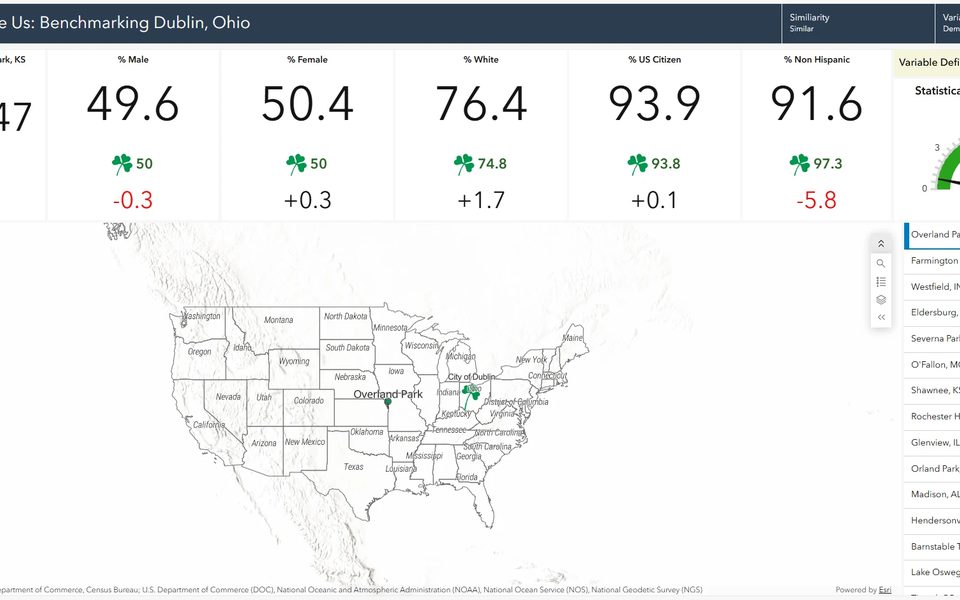 e Us: Benchmarking Dublin, Ohio
Similiarity
Similar
Vari
Dem
ark, KS
47
% Male
49.6
50
-0.3
% Female
50.4
50
+0.3
% White
76.4
74.8
+1.7
% US Citizen
93.9
93.8
+0.1
% Non Hispanic
91.6
97.3
-5.8
Variable Defi
Statistica
3
0
Washington
Montana
North Dakota
Minnesota
Maine
Oregon
Idaho
Wyoming
South Dakota
Wisconsin
Michigan
New York
Nebraska
Iowa
City of Dublin
Connecticut
Nevada
Utah
Colorado
Overland Park
Indiana
Ohio
District of Columbia
California
Kentucky
Virginia
Arizona
New Mexico
Oklahoma
Arkansas
Tennessee
North Carolina
South Carolina
Texas
Louisiana
Mississippi
Georgia
Florida
Overland Pa
Farmington
Westfield, IN
Eldersburg,
Severna Park
O'Fallon, MO
Shawnee, KS
Rochester H
Glenview, IL
Orland Park,
Madison, AL
Hendersonv
Barnstable T
Lake Osweg
epartment of Commerce, Census Bureau; U.S. Department of Commerce (DOC), National Oceanic and Atmospheric Administration (NOAA), National Ocean Service (NOS), National Geodetic Survey (NGS)
Powered by Esri